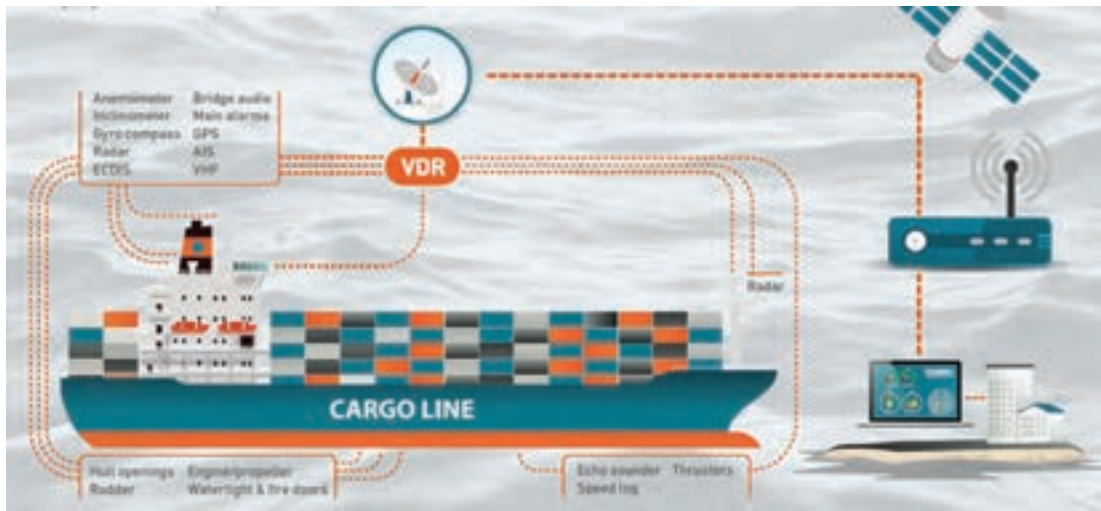 Anemometer Bridge audio
Inclinometer Main alarms
Gyro compass GPS
Radar AIS
ECDIS VHF
VDR
Radar
CARGO LINE
Hull openings Engine/propeller
Rudder Watertight & fire doors
Echo sounder Thrusters
Speed log